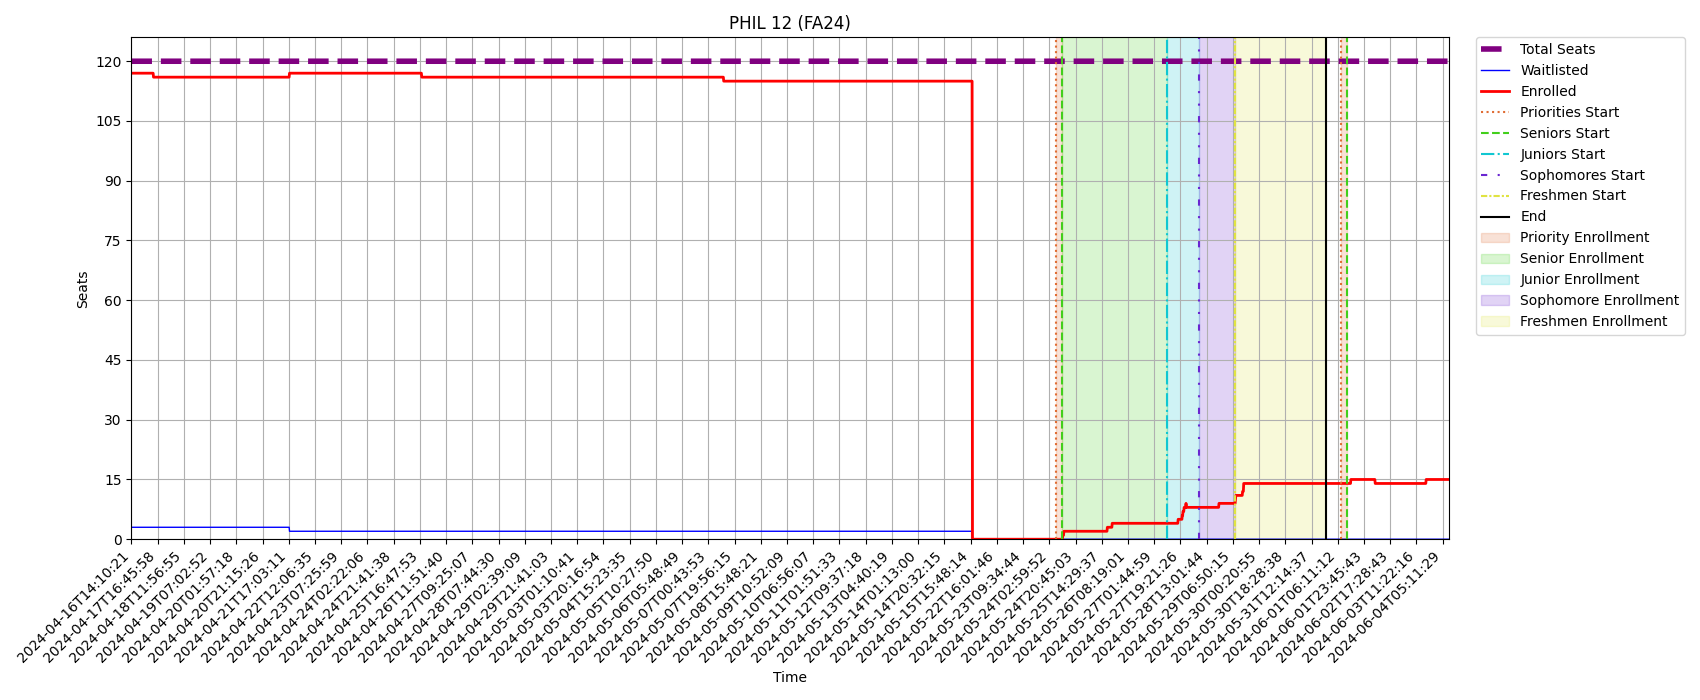 PHIL 12 (FA24)
Seats
120
105
90
75
60
45
30
15
0
2024-04-16T14:10:21
2024-04-17T16:45:58
2024-04-18T11:56:55
2024-04-19T07:02:52
2024-04-20T01:57:18
2024-04-20T21:15:26
2024-04-21T17:03:11
2024-04-22T12:06:35
2024-04-23T07:25:59
2024-04-24T02:22:06
2024-04-24T21:41:38
2024-04-25T16:47:53
2024-04-26T11:51:40
2024-04-27T09:25:07
2024-04-28T07:44:30
2024-04-29T02:39:09
2024-04-29T21:41:03
2024-05-03T01:10:41
2024-05-03T20:16:54
2024-05-04T15:23:35
2024-05-05T10:27:50
2024-05-06T05:48:49
2024-05-07T00:43:53
2024-05-07T19:56:15
2024-05-08T15:48:21
2024-05-09T10:52:09
2024-05-10T06:56:07
2024-05-11T01:51:33
2024-05-12T09:37:18
2024-05-13T04:40:19
2024-05-14T01:13:00
2024-05-14T20:32:15
2024-05-15T15:48:14
2024-05-22T16:01:46
2024-05-23T09:34:44
2024-05-24T02:59:52
2024-05-24T20:45:03
2024-05-25T14:29:37
2024-05-26T08:19:01
2024-05-27T01:44:59
2024-05-27T19:21:26
2024-05-28T13:01:44
2024-05-29T06:50:15
2024-05-30T00:20:55
2024-05-30T18:28:38
2024-05-31T12:14:37
2024-06-01T06:11:12
2024-06-01T23:45:43
2024-06-02T17:28:43
2024-06-03T11:22:16
2024-06-04T05:11:29
Time
Total Seats
Waitlisted
Enrolled
Priorities Start
Seniors Start
Juniors Start
Sophomores Start
Freshmen Start
End
Priority Enrollment
Senior Enrollment
Junior Enrollment
Sophomore Enrollment
Freshmen Enrollment